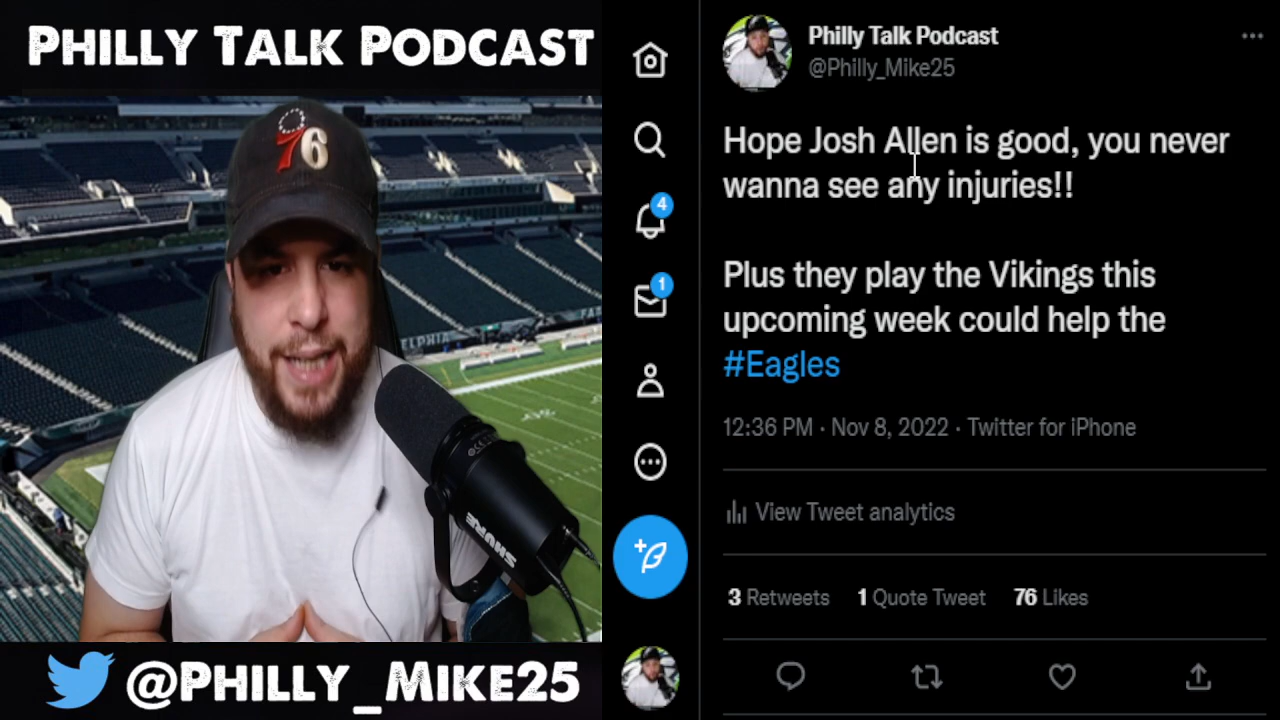 PHILLY TALK PODCAST
76
ELPHIA
SHURE
@PHILLY_MIKE25
4
1
Philly Talk Podcast
@Philly_Mike25
Hope Josh Allen is good, you never
wanna see any injuries!!
Plus they play the Vikings this
upcoming week could help the
#Eagles
12:36 PM · Nov 8, 2022 · Twitter for iPhone
View Tweet analytics
3 Retweets 1 Quote Tweet 76 Likes